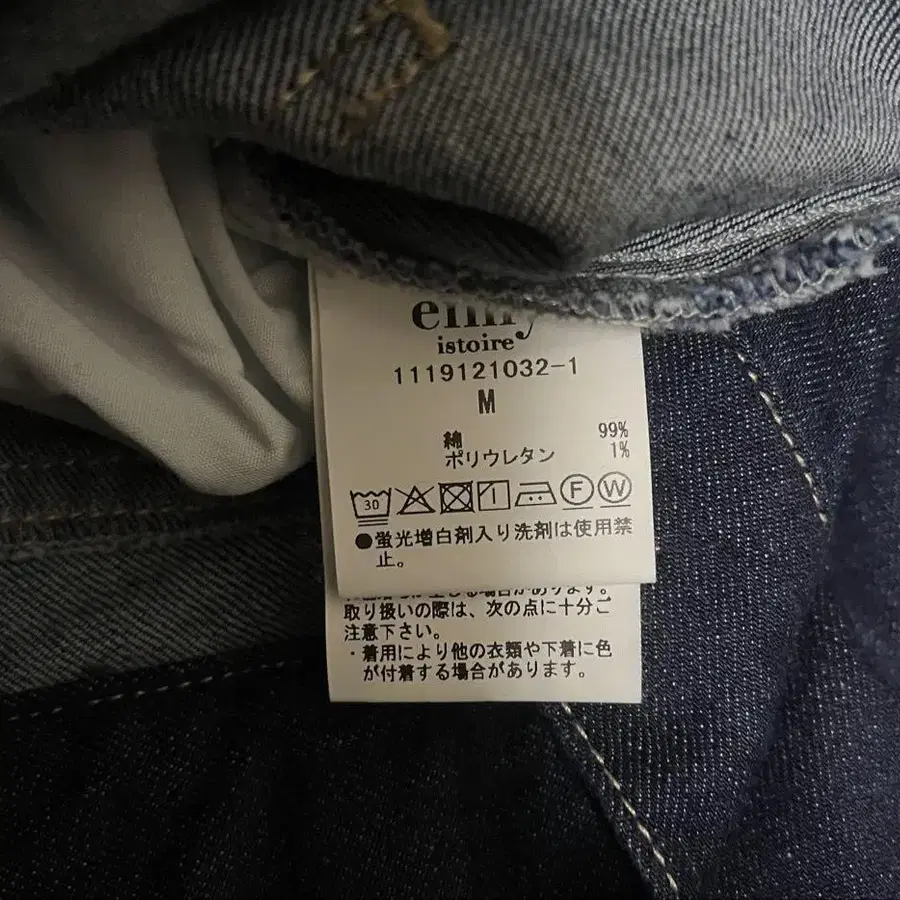 istoire
1119121032-1
M
綿 99%
ポリウレタン 1%
30 F W
●蛍光増白剤入り洗剤は使用禁
止。
取り扱いの際は、次の点に十分ご
注意下さい。
・着用により他の衣類や下着に色
が付着する場合があります。